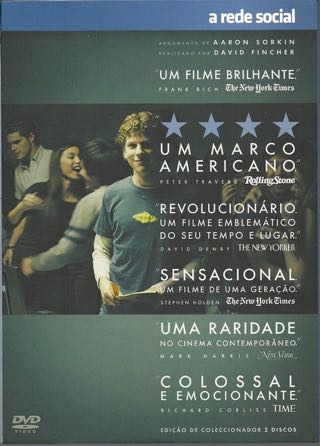 a rede social
ARGUMENTO DE AARON SORKIN
REALIZADO POR DAVID FINCHER
"UM FILME BRILHANTE."
FRANK RICH The New York Times
"★★★★
UM MARCO
AMERICANO"
PETER TRAVERS RollingStone
"REVOLUCIONÁRIO.
UM FILME EMBLEMÁTICO
DO SEU TEMPO E LUGAR."
DAVID DENBY THE NEW YORKER
"SENSACIONAL.
UM FILME DE UMA GERAÇÃO."
STEPHEN HOLDEN The New York Times
"UMA RARIDADE
NO CINEMA CONTEMPORÂNEO."
MARK HARRIS NEW YORK
"COLOSSAL
E EMOCIONANTE."
RICHARD CORLISS TIME
DVD
VIDEO
EDIÇÃO DE COLECCIONADOR 2 DISCOS